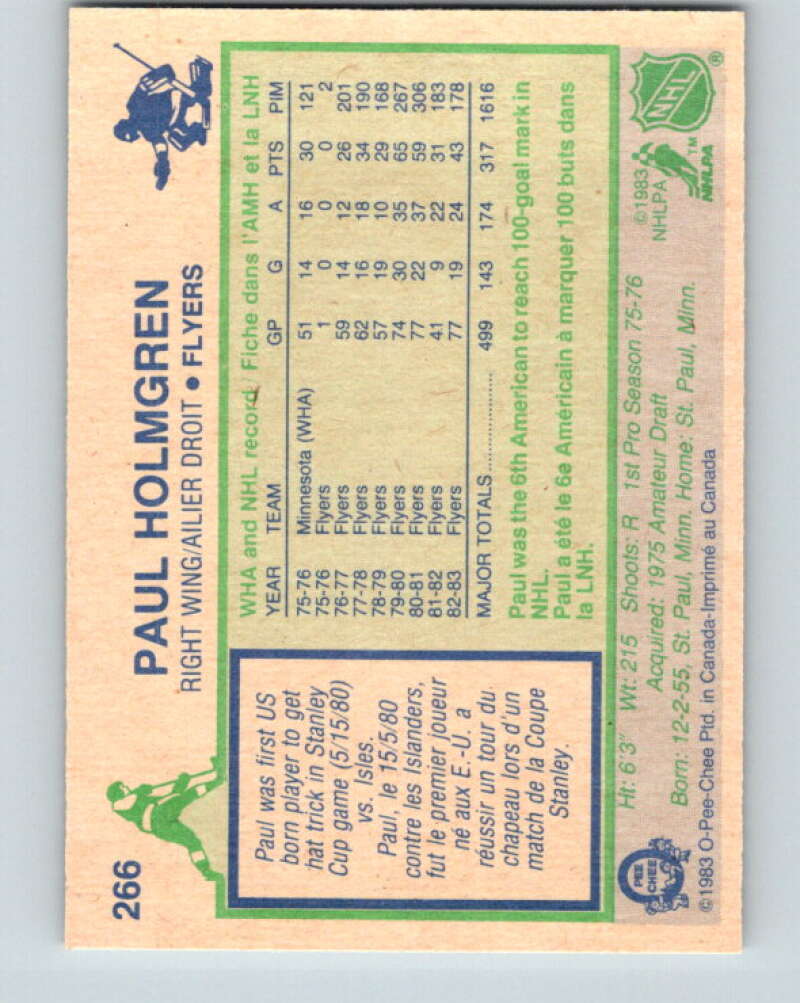 266
PAUL HOLMGREN
RIGHT WING/AILIER DROIT • FLYERS
Paul was first US
born player to get
hat trick in Stanley
Cup game (5/15/80)
vs. Isles.
Paul, le 15/5/80
contre les Islanders,
fut le premier joueur
né aux E.-U. a
réussir un tour du
chapeau lors d'un
match de la Coupe
Stanley.
WHA and NHL record. Fiche dans l'AMH et la LNH
YEAR TEAM GP G A PTS PIM
75-76 Minnesota (WHA) 51 14 16 30 121
75-76 Flyers 1 0 0 0 2
76-77 Flyers 59 14 12 26 201
77-78 Flyers 62 16 18 34 190
78-79 Flyers 57 19 10 29 168
79-80 Flyers 74 30 35 65 267
80-81 Flyers 77 22 37 59 306
81-82 Flyers 41 9 22 31 183
82-83 Flyers 77 19 24 43 178
MAJOR TOTALS.................... 499 143 174 317 1616
Paul was the 6th American to reach 100-goal mark in
NHL.
Paul a eté le 6e Américain à marquer 100 buts dans
la LNH.
Ht: 6'3" Wt: 215 Shoots: R 1st Pro Season 75-76
Acquired: 1975 Amateur Draft
Born: 12-2-55, St. Paul, Minn. Home: St. Paul, Minn.
©1983 O-Pee-Chee Ptd. in Canada-Imprimé au Canada
O PEE CHEE
©1983
NHLPA
NHLPA TM
NHL ®